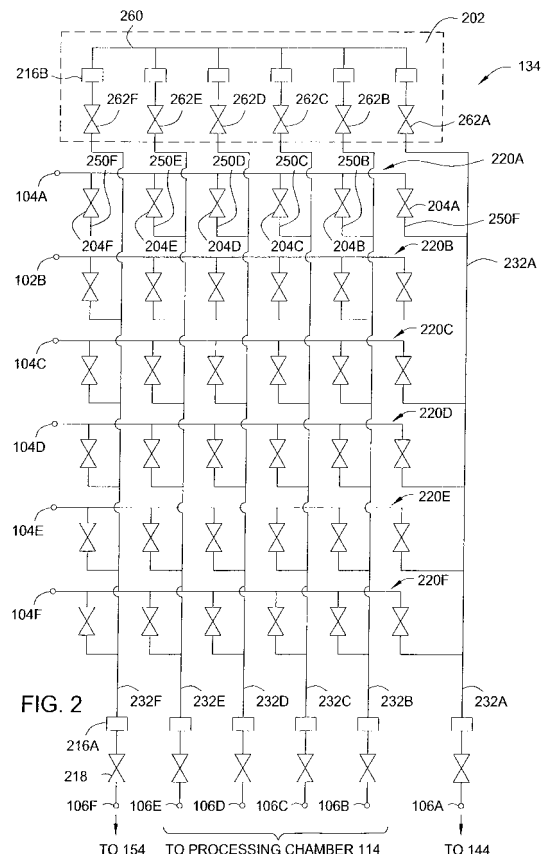 260
202
216B
134
262F 262E 262D 262C 262B 262A
250F 250E 250D 250C 250B 220A
104A
204A
250F
204F 204E 204D 204C 204B 220B
102B
232A
220C
104C
220D
104D
220E
104E
220F
104F
FIG. 2
232F 232E 232D 232C 232B 232A
216A
218
106F 106E 106D 106C 106B 106A
TO 154 TO PROCESSING CHAMBER 114 TO 144